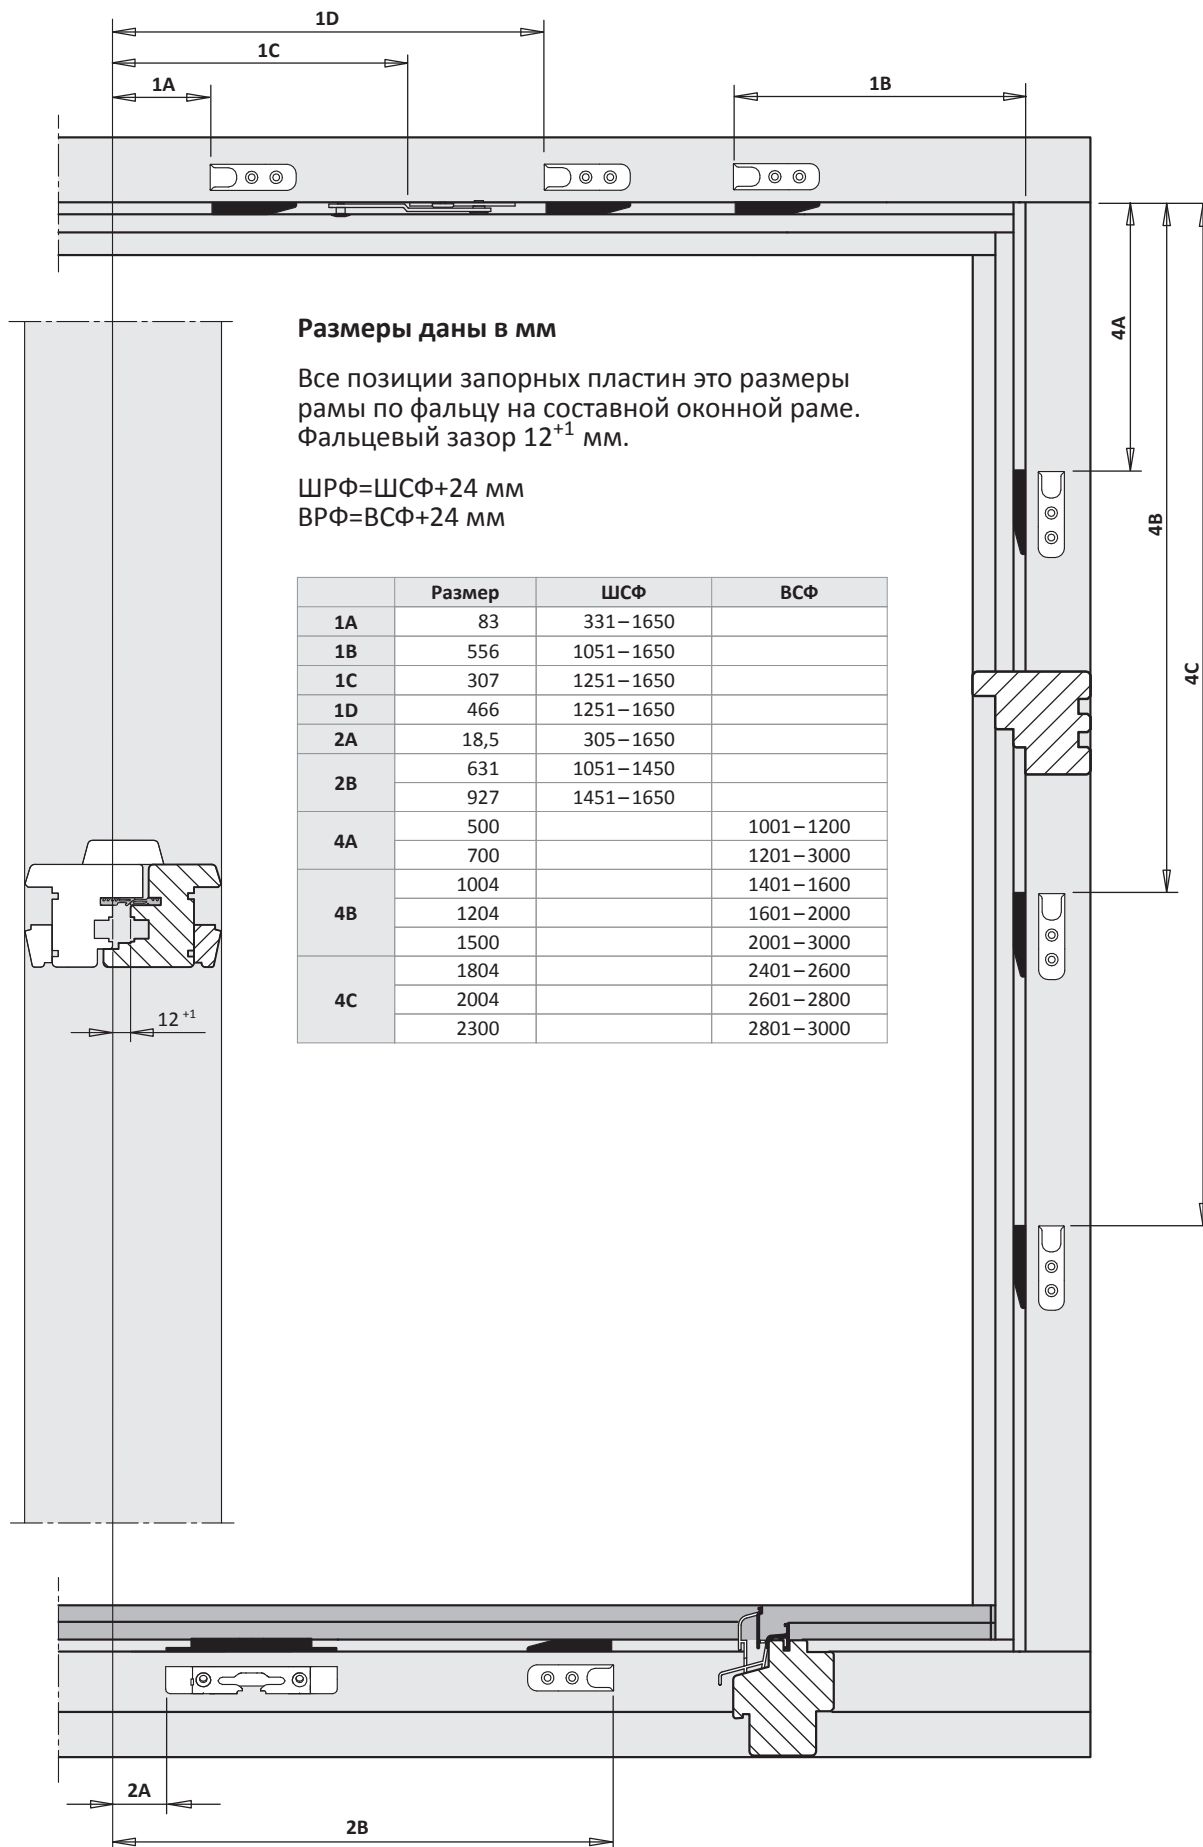 1D
1C
1A
1B
Размеры даны в мм
Все позиции запорных пластин это размеры
рамы по фальцу на составной оконной раме.
Фальцевый зазор 12⁺¹ мм.
ШРФ=ШСФ+24 мм
ВРФ=ВСФ+24 мм
4A
4B
4C
Размер ШСФ ВСФ
1A 83 331–1650
1B 556 1051–1650
1C 307 1251–1650
1D 466 1251–1650
2A 18,5 305–1650
2B 631 1051–1450
927 1451–1650
4A 500 1001–1200
700 1201–3000
4B 1004 1401–1600
1204 1601–2000
1500 2001–3000
4C 1804 2401–2600
2004 2601–2800
2300 2801–3000
12 ⁺¹
2A
2B